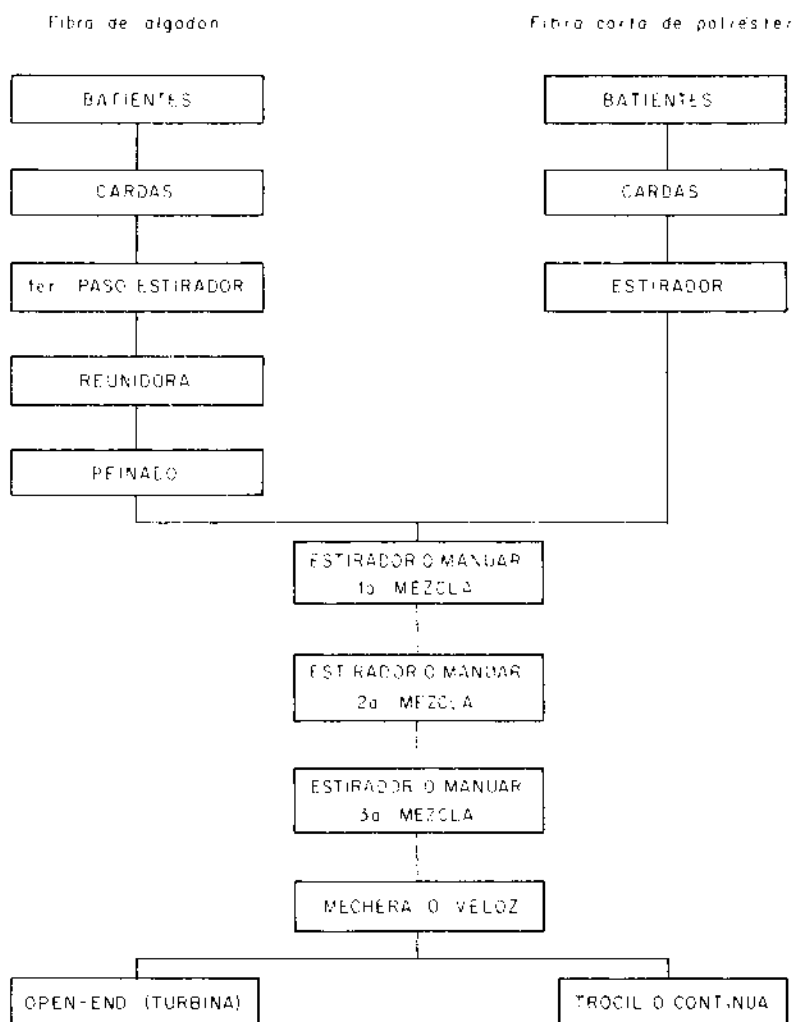 Fibra de algodon
Fibra corta de poliéster
BATIENTES
BATIENTES
CARDAS
CARDAS
1er. PASO ESTIRADOR
ESTIRADOR
REUNIDORA
PEINADO
ESTIRADOR O MANUAR
1a MEZCLA
ESTIRADOR O MANUAR
2a MEZCLA
ESTIRADOR O MANUAR
3a MEZCLA
MECHERA O VELOZ
OPEN-END (TURBINA)
TROCIL O CONTINUA